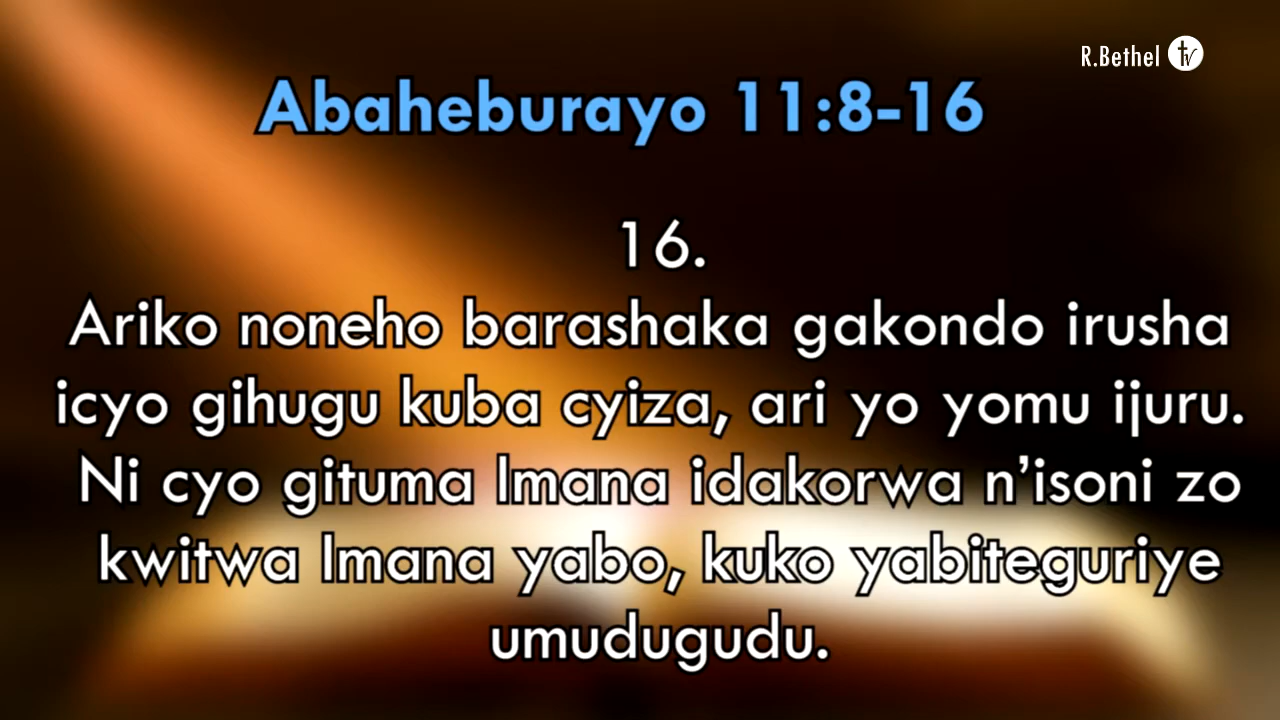 R.Bethel tv
Abaheburayo 11:8-16
16.
Ariko noneho barashaka gakondo irusha
icyo gihugu kuba cyiza, ari yo yomu ijuru.
Ni cyo gituma Imana idakorwa n’isoni zo
kwitwa Imana yabo, kuko yabiteguriye
umudugudu.